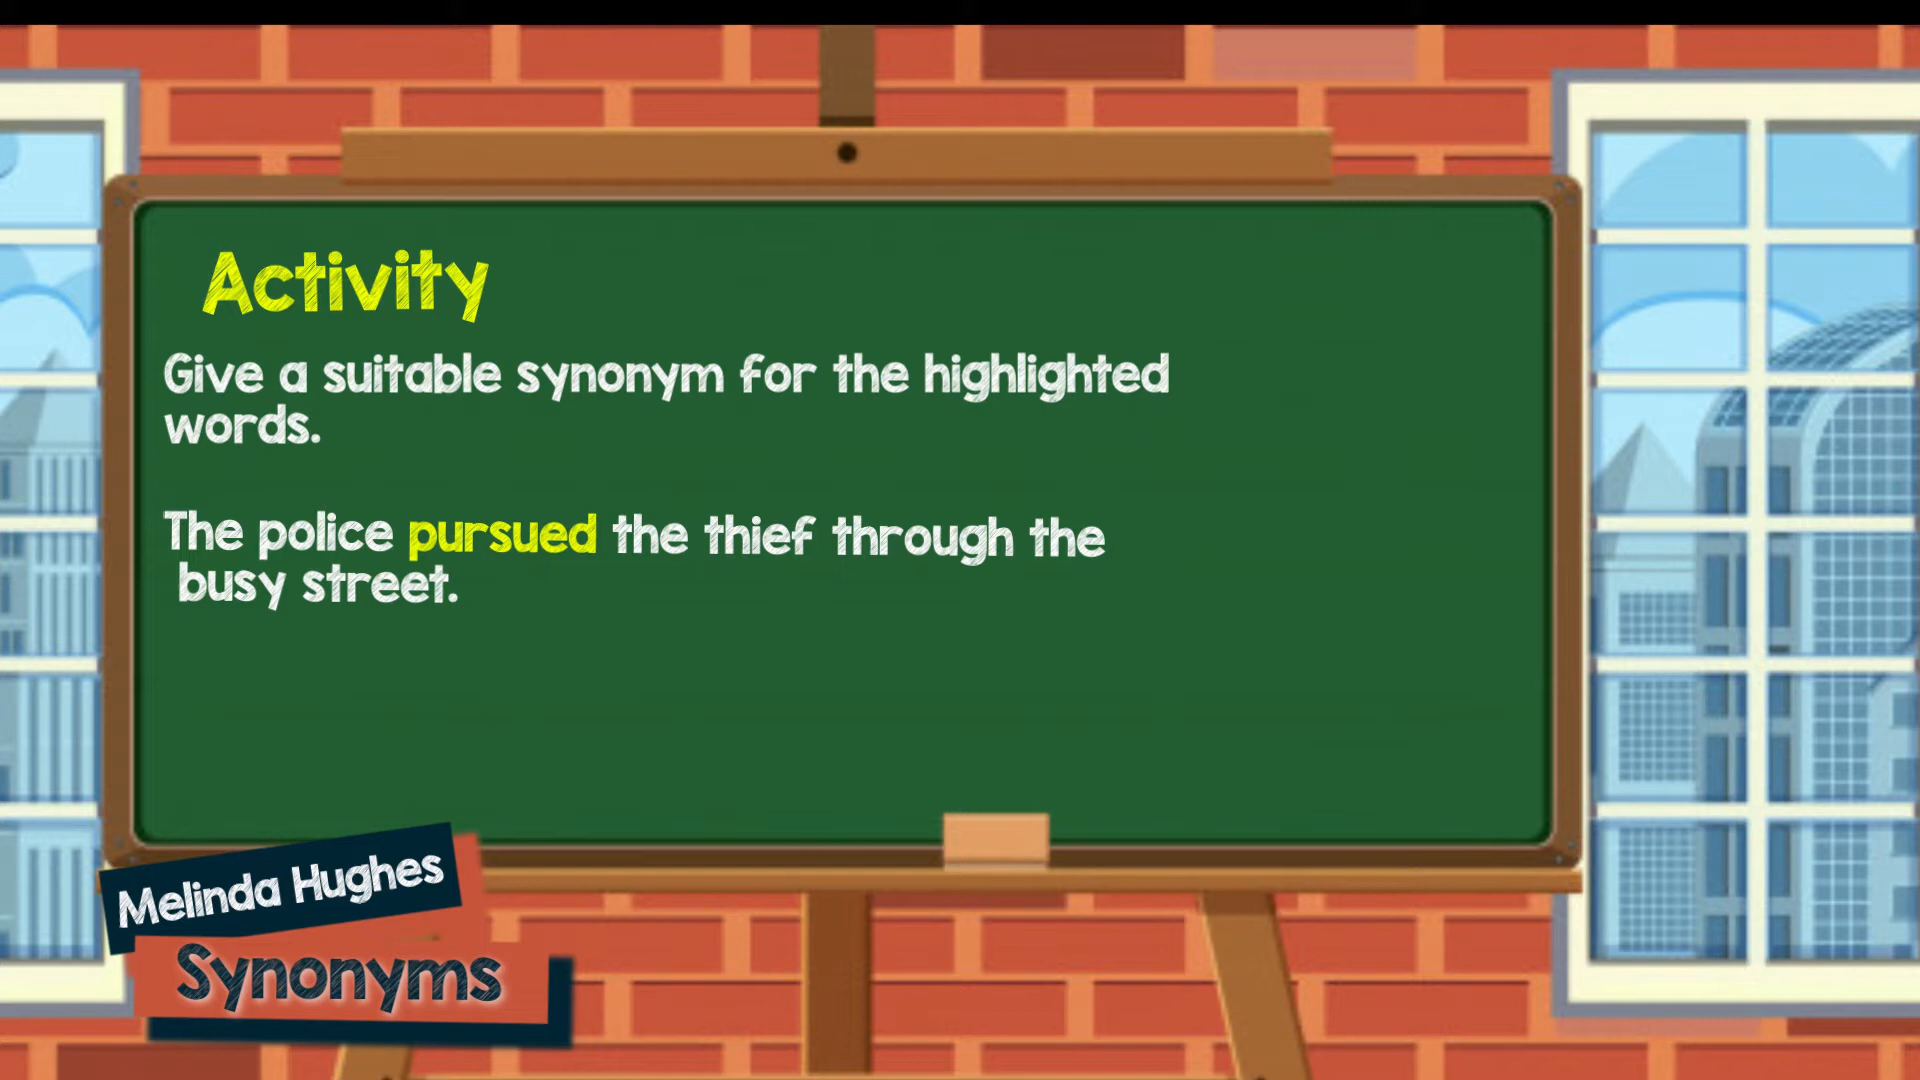 Activity
Give a suitable synonym for the highlighted
words.
The police pursued the thief through the
busy street.
Melinda Hughes
Synonyms